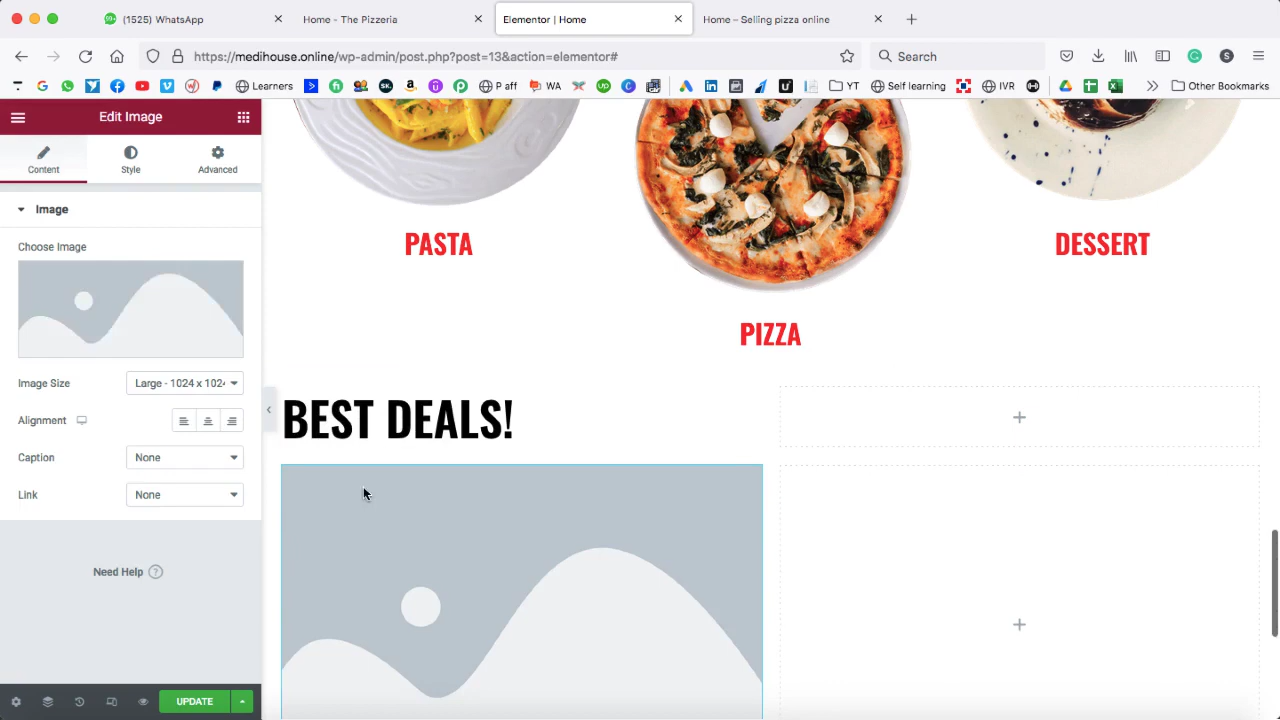 (1525) WhatsApp
Home - The Pizzeria
Elementor | Home
Home – Selling pizza online
https://medihouse.online/wp-admin/post.php?post=13&action=elementor#
Search
S
Learners
P aff
WA
YT
Self learning
IVR
Other Bookmarks
Edit Image
Content
Style
Advanced
Image
Choose Image
Image Size
Large - 1024 x 1024
Alignment
Caption
None
Link
None
Need Help
UPDATE
PASTA
DESSERT
PIZZA
BEST DEALS!